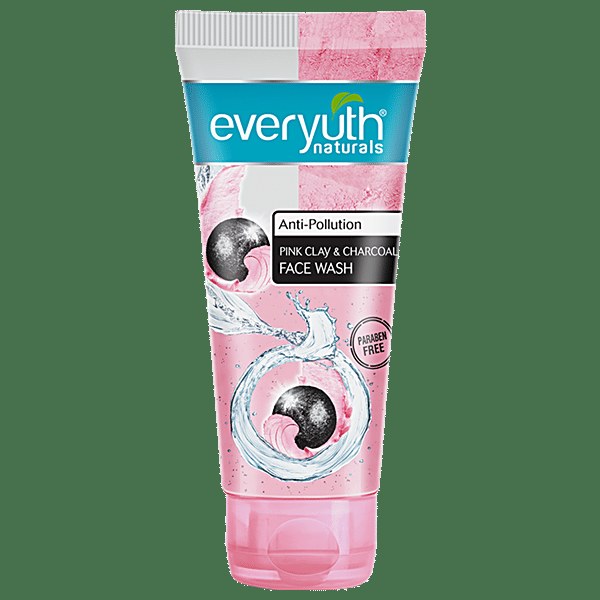 everyuth®
naturals
Anti-Pollution
PINK CLAY & CHARCOAL
FACE WASH
PARABEN
FREE